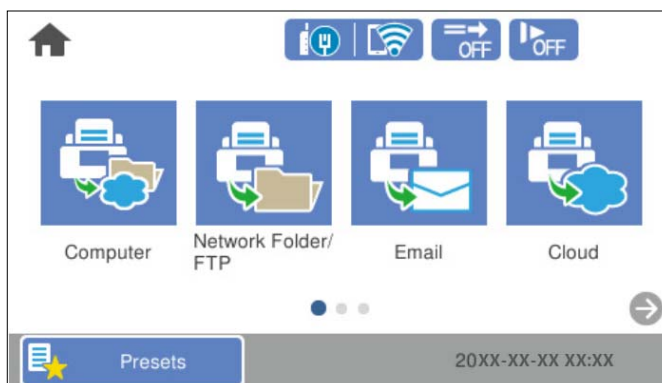 OFF
OFF
Computer
Network Folder/
FTP
Email
Cloud
Presets
20XX-XX-XX XX:XX